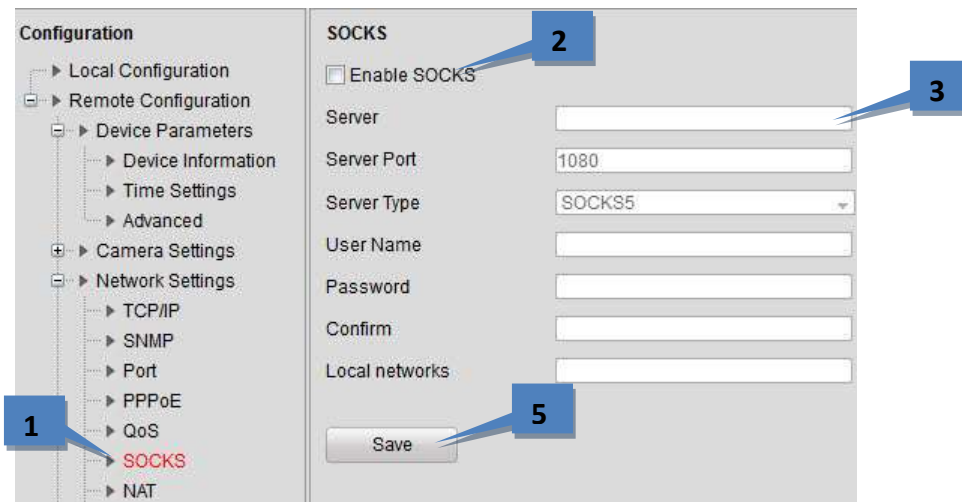 Configuration
Local Configuration
Remote Configuration
Device Parameters
Device Information
Time Settings
Advanced
Camera Settings
Network Settings
TCP/IP
SNMP
Port
PPPoE
1
QoS
SOCKS
NAT
SOCKS
2
Enable SOCKS
3
Server
Server Port
1080
Server Type
SOCKS5
User Name
Password
Confirm
Local networks
5
Save